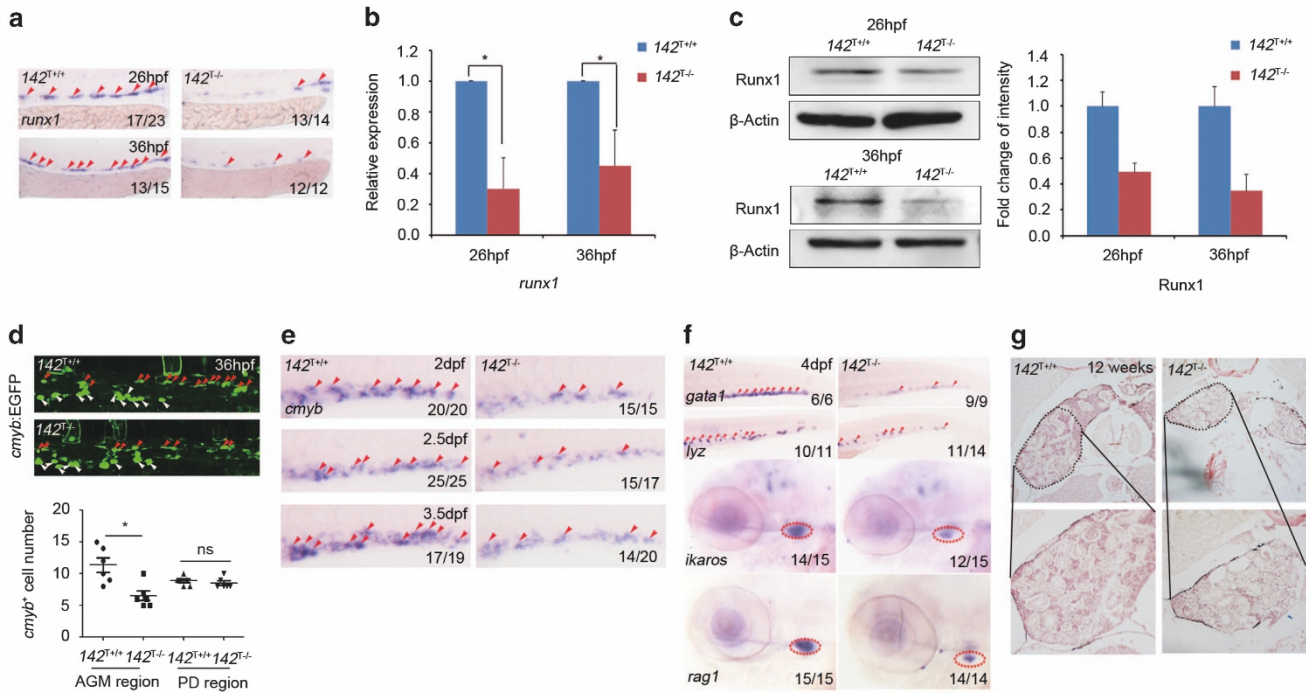 a
142T+/+ 26hpf 142T-/-
runx1 17/23 13/14
36hpf
13/15 12/12
b
142T+/+
142T-/-
1.2
1.0
0.8
0.6
0.4
0.2
0.0
Relative expression
* *
26hpf 36hpf
runx1
c
26hpf
142T+/+ 142T-/-
Runx1
β-Actin
36hpf
142T+/+ 142T-/-
Runx1
β-Actin
142T+/+
142T-/-
1.4
1.2
1.0
0.8
0.6
0.4
0.2
0.0
Fold change of intensity
26hpf 36hpf
Runx1
d
142T+/+ 36hpf
142T-/-
cmyb:EGFP
20
15
10
5
0
cmyb+ cell number
* ns
142T+/+ 142T-/- 142T+/+ 142T-/-
AGM region PD region
e
142T+/+ 2dpf 142T-/-
cmyb 20/20 15/15
2.5dpf
25/25 15/17
3.5dpf
17/19 14/20
f
142T+/+ 4dpf 142T-/-
gata1 6/6 9/9
lyz 10/11 11/14
ikaros 14/15 12/15
rag1 15/15 14/14
g
142T+/+ 12 weeks 142T-/-